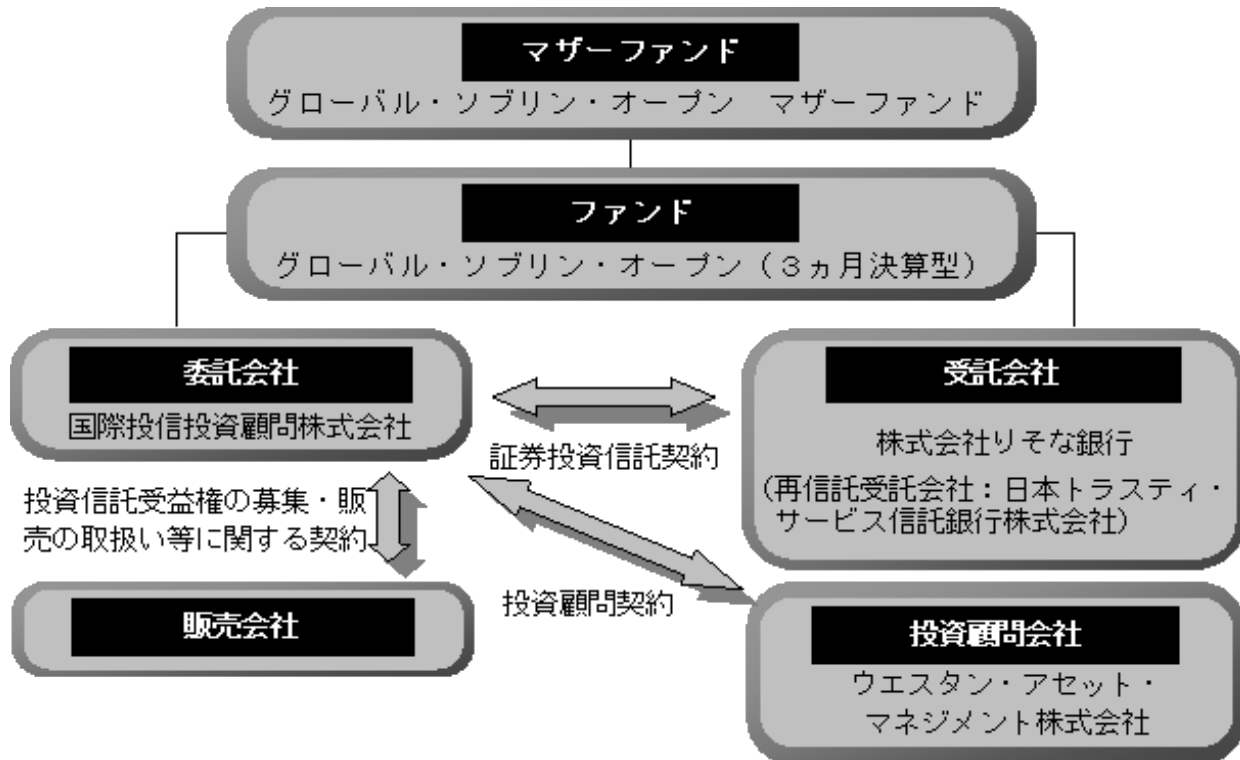 マザーファンド
グローバル・ソブリン・オープン　マザーファンド
ファンド
グローバル・ソブリン・オープン（３ヵ月決算型）
委託会社
国際投信投資顧問株式会社
証券投資信託契約
受託会社
株式会社りそな銀行
（再信託受託会社：日本トラスティ・
サービス信託銀行株式会社）
投資信託受益権の募集・販
売の取扱い等に関する契約
投資顧問契約
販売会社
投資顧問会社
ウエスタン・アセット・
マネジメント株式会社